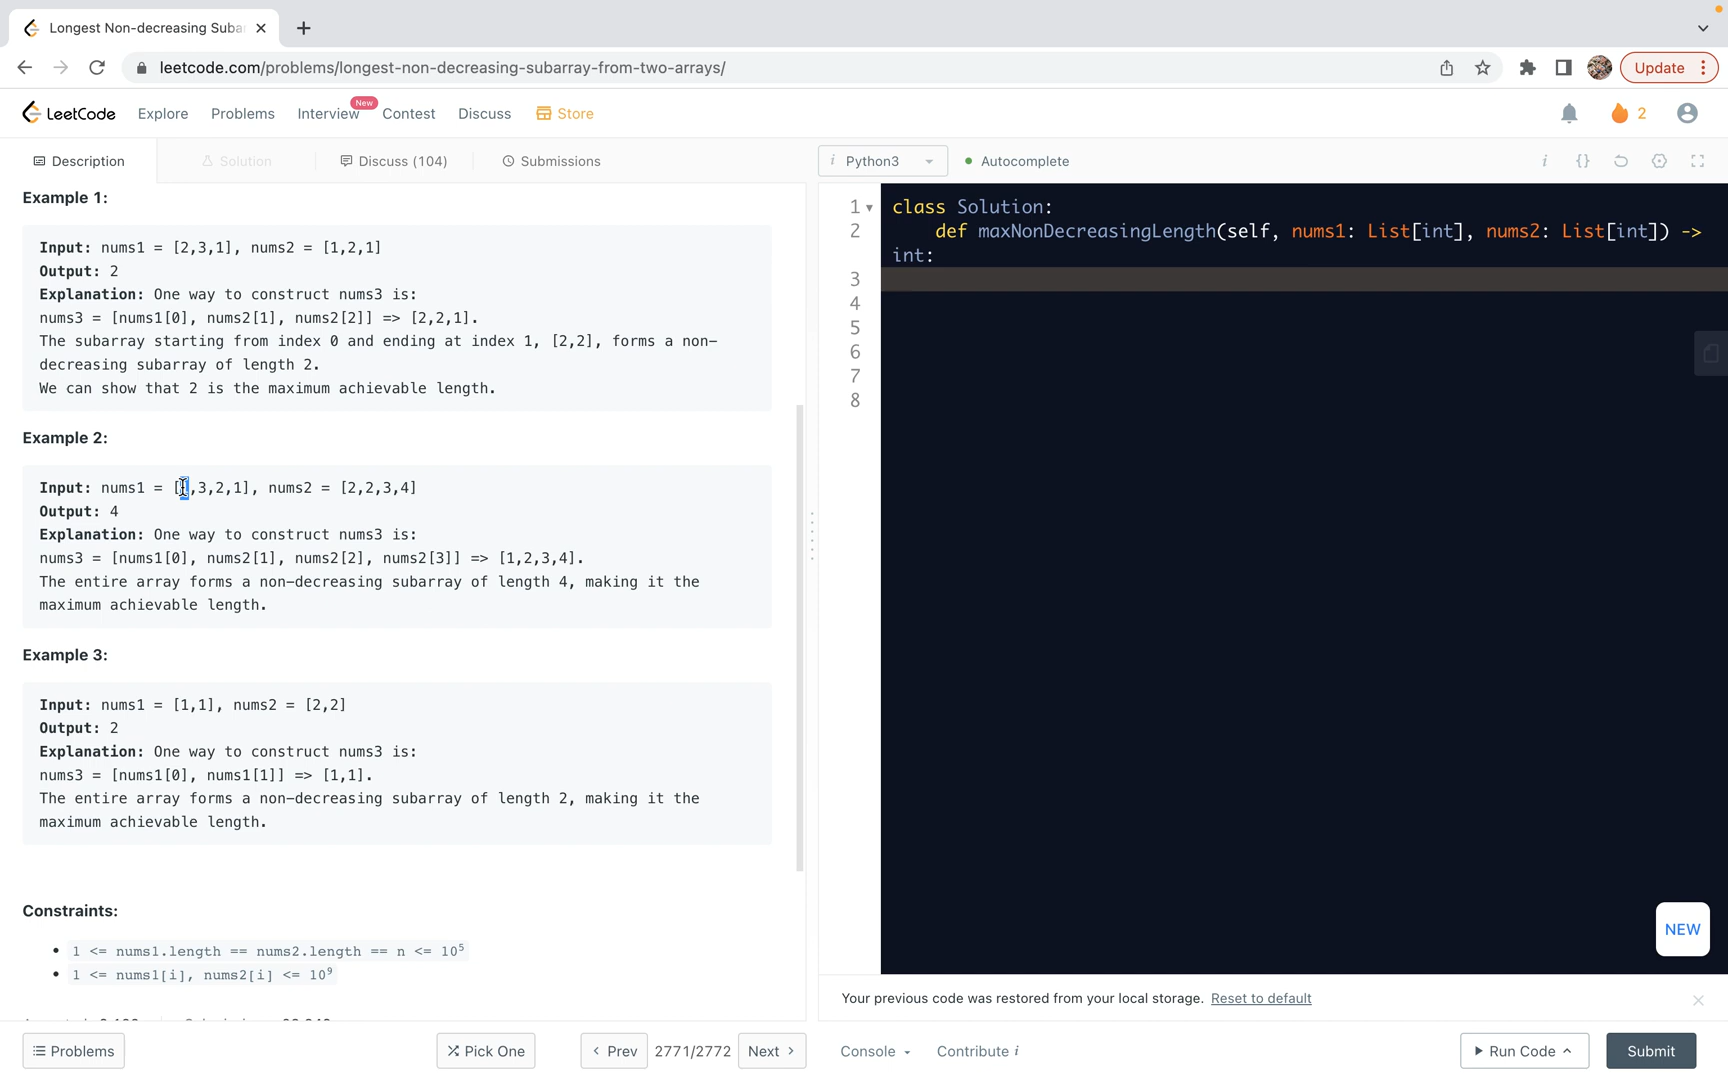 Longest Non-decreasing Suba
leetcode.com/problems/longest-non-decreasing-subarray-from-two-arrays/
Update
LeetCode
Explore
Problems
Interview
New
Contest
Discuss
Store
2
Description
Solution
Discuss (104)
Submissions
i Python3
Autocomplete
i
{}
Example 1:
Input: nums1 = [2,3,1], nums2 = [1,2,1]
Output: 2
Explanation: One way to construct nums3 is:
nums3 = [nums1[0], nums2[1], nums2[2]] => [2,2,1].
The subarray starting from index 0 and ending at index 1, [2,2], forms a non-
decreasing subarray of length 2.
We can show that 2 is the maximum achievable length.
Example 2:
Input: nums1 = [1,3,2,1], nums2 = [2,2,3,4]
Output: 4
Explanation: One way to construct nums3 is:
nums3 = [nums1[0], nums2[1], nums2[2], nums2[3]] => [1,2,3,4].
The entire array forms a non-decreasing subarray of length 4, making it the
maximum achievable length.
Example 3:
Input: nums1 = [1,1], nums2 = [2,2]
Output: 2
Explanation: One way to construct nums3 is:
nums3 = [nums1[0], nums1[1]] => [1,1].
The entire array forms a non-decreasing subarray of length 2, making it the
maximum achievable length.
Constraints:
• 1 <= nums1.length == nums2.length == n <= 10⁵
• 1 <= nums1[i], nums2[i] <= 10⁹
1 class Solution:
2 def maxNonDecreasingLength(self, nums1: List[int], nums2: List[int]) ->
int:
3
4
5
6
7
8
NEW
Your previous code was restored from your local storage. Reset to default
Problems
Pick One
Prev
2771/2772
Next
Console
Contribute i
Run Code
Submit